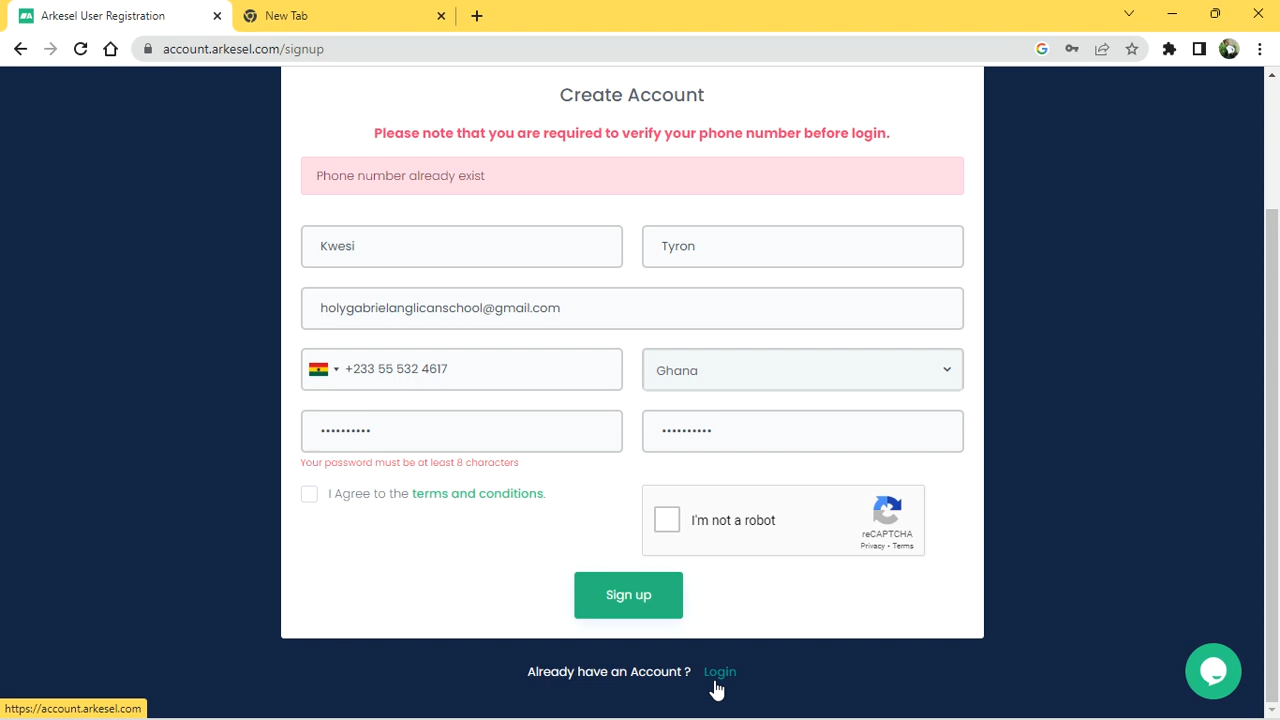 Arkesel User Registration
New Tab
account.arkesel.com/signup
Create Account
Please note that you are required to verify your phone number before login.
Phone number already exist
Kwesi
Tyron
holygabrielanglicanschool@gmail.com
+233 55 532 4617
Ghana
••••••••••
••••••••••
Your password must be at least 8 characters
I Agree to the terms and conditions.
I'm not a robot
reCAPTCHA
Privacy - Terms
Sign up
Already have an Account ? Login
https://account.arkesel.com